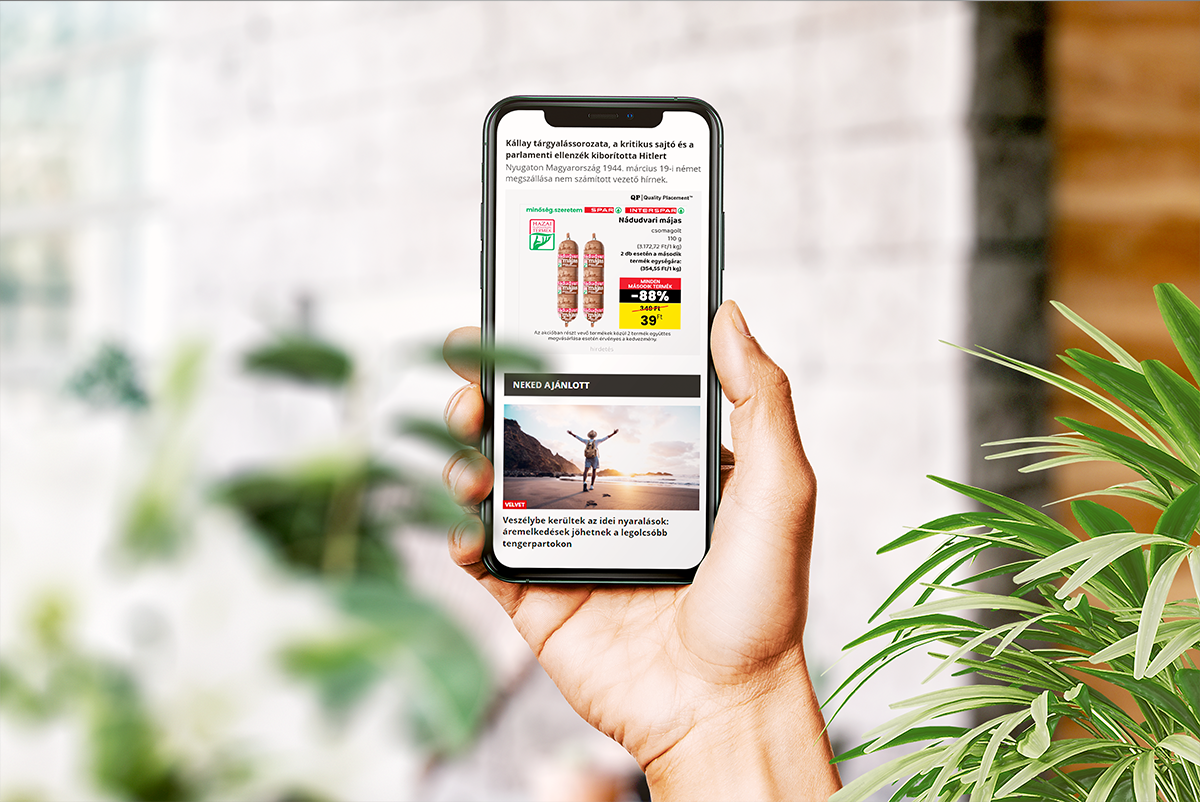 Kállay tárgyalássorozata, a kritikus sajtó és a
parlamenti ellenzék kiborította Hitlert
Nyugaton Magyarország 1944. március 19-i német
megszállása nem számított vezető hírnek.
QP | Quality Placement™
minőség.szeretem SPAR INTERSPAR
HAZAI
TERMÉK
Nádudvari májas
csomagolt
110 g
(3.172,72 Ft/1 kg)
2 db esetén a második
termék egységára:
(354,55 Ft/1 kg)
Nádudvari
májas
MINDEN
MÁSODIK TERMÉK
-88%
349 Ft
39 Ft
Az akcióban részt vevő termékek közül 2 termék együttes
megvásárlása esetén érvényes a kedvezmény
hirdetés
NEKED AJÁNLOTT
VELVET
Veszélybe kerültek az idei nyaralások:
áremelkedések jöhetnek a legolcsóbb
tengerpartokon